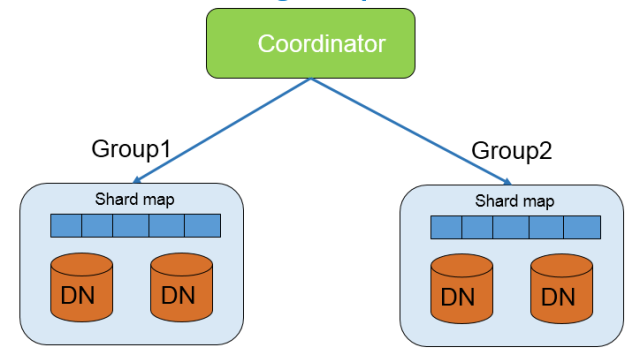 Coordinator
Group1
Group2
Shard map
Shard map
DN
DN
DN
DN